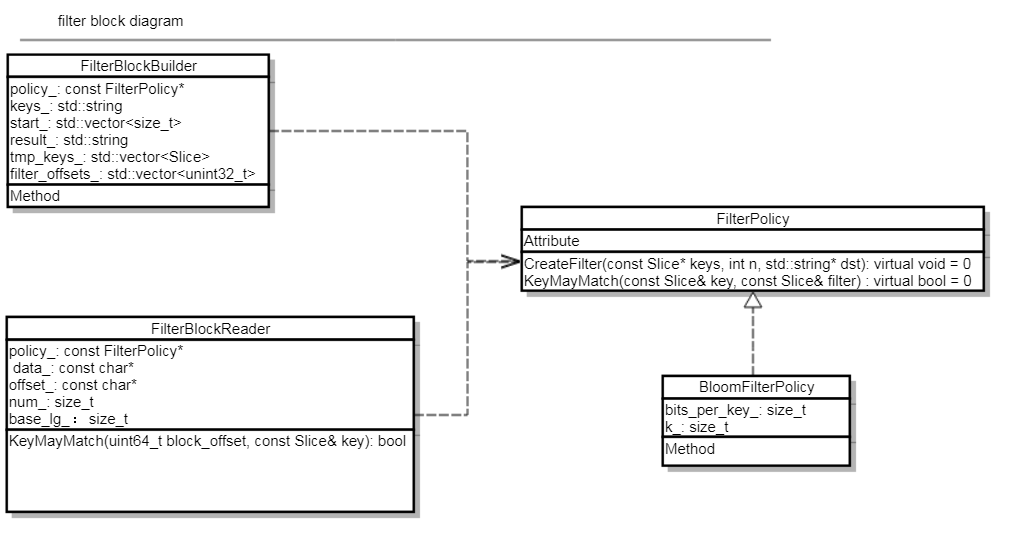 filter block diagram
FilterBlockBuilder
policy_: const FilterPolicy*
keys_: std::string
start_: std::vector<size_t>
result_: std::string
tmp_keys_: std::vector<Slice>
filter_offsets_: std::vector<unint32_t>
Method
FilterPolicy
Attribute
CreateFilter(const Slice* keys, int n, std::string* dst): virtual void = 0
KeyMayMatch(const Slice& key, const Slice& filter) : virtual bool = 0
FilterBlockReader
policy_: const FilterPolicy*
data_: const char*
offset_: const char*
num_: size_t
base_lg_： size_t
KeyMayMatch(uint64_t block_offset, const Slice& key): bool
BloomFilterPolicy
bits_per_key_: size_t
k_: size_t
Method